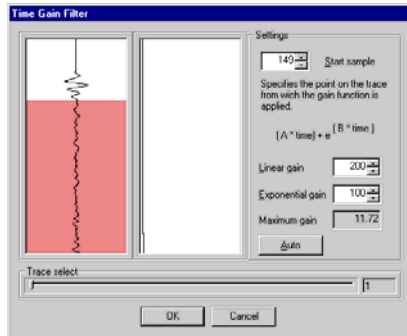 Time Gain Filter
Settings
149 Start sample
Specifies the point on the trace
from wich the gain function is
applied.
(A * time) + e ( B * time )
Linear gain 200
Exponential gain 100
Maximum gain 11.72
Auto
Trace select
1
OK Cancel